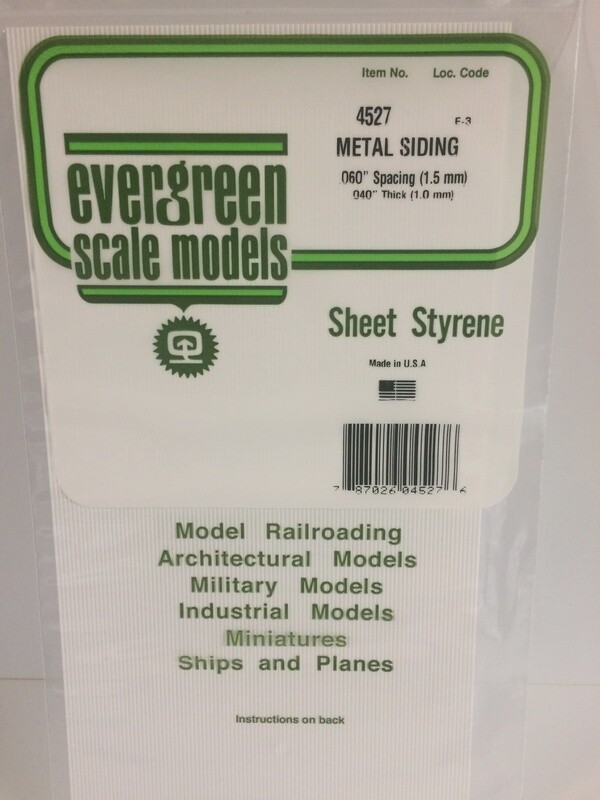 Item No. Loc. Code
4527 F-3
METAL SIDING
.060" Spacing (1.5 mm)
.040" Thick (1.0 mm)
evergreen
scale models
Sheet Styrene
Made in U.S.A
7 87026 04527 6
Model Railroading
Architectural Models
Military Models
Industrial Models
Miniatures
Ships and Planes
Instructions on back